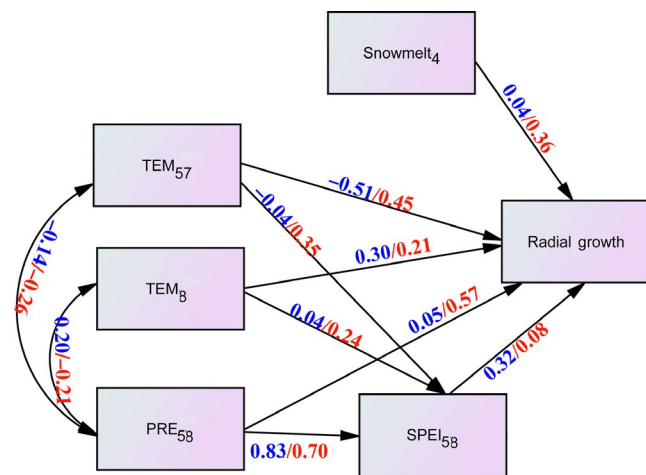 Snowmelt4
0.04/0.36
TEM57
−0.51/0.45
−0.04/0.35
Radial growth
−0.14/−0.26
TEM8
0.30/0.21
0.20/−0.21
0.04/0.24
0.05/0.57
0.32/0.08
PRE58
0.83/0.70
SPEI58